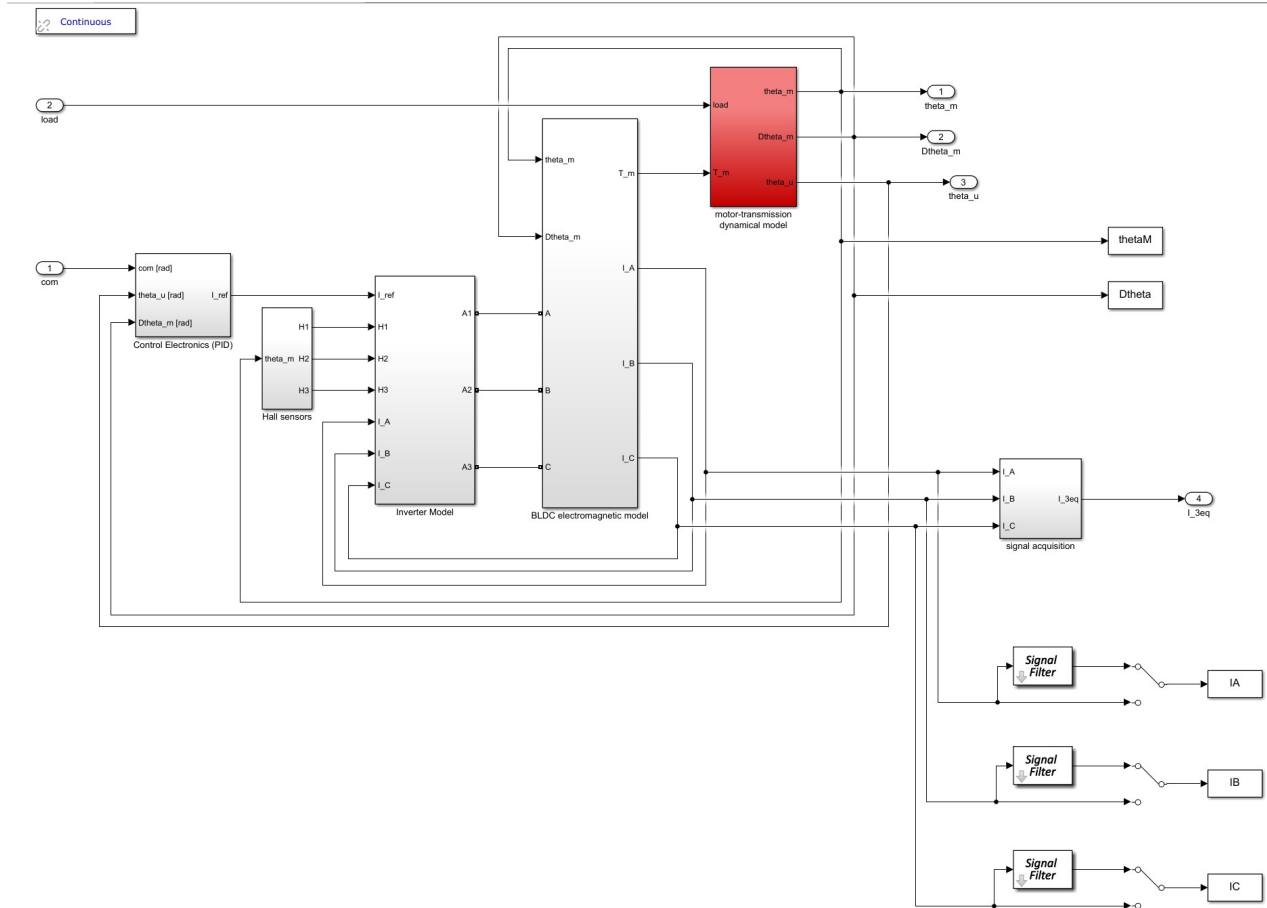 Continuous
2
load
load
T_m
theta_m
Dtheta_m
theta_u
motor-transmission
dynamical model
1
theta_m
2
Dtheta_m
3
theta_u
thetaM
Dtheta
1
com
com [rad]
theta_u [rad]
Dtheta_m [rad]
I_ref
Control Electronics (PID)
theta_m
H1
H2
H3
Hall sensors
I_ref
H1
H2
H3
I_A
I_B
I_C
A1
A2
A3
Inverter Model
theta_m
Dtheta_m
A
B
C
T_m
I_A
I_B
I_C
BLDC electromagnetic model
I_A
I_B
I_C
I_3eq
signal acquisition
4
I_3eq
Signal
Filter
IA
Signal
Filter
IB
Signal
Filter
IC